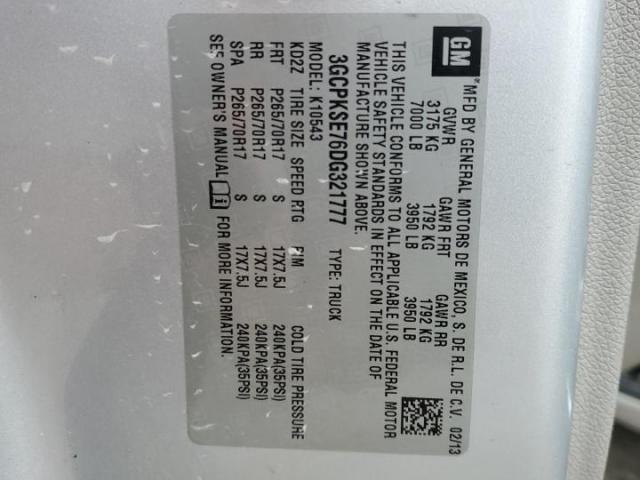 GM
MFD BY GENERAL MOTORS DE MEXICO, S. DE R.L. DE C.V. 02/13
GVWR GAWR FRT GAWR RR
3175 KG 1792 KG 1792 KG
7000 LB 3950 LB 3950 LB
THIS VEHICLE CONFORMS TO ALL APPLICABLE U.S. FEDERAL MOTOR
VEHICLE SAFETY STANDARDS IN EFFECT ON THE DATE OF
MANUFACTURE SHOWN ABOVE.
3GCPKSE76DG321777 TYPE: TRUCK
MODEL: K10543
KD2Z TIRE SIZE SPEED RTG RIM COLD TIRE PRESSURE
FRT P265/70R17 S 17X7.5J 240KPA(35PSI)
RR P265/70R17 S 17X7.5J 240KPA(35PSI)
SPA P265/70R17 S 17X7.5J 240KPA(35PSI)
SEE OWNER'S MANUAL FOR MORE INFORMATION.